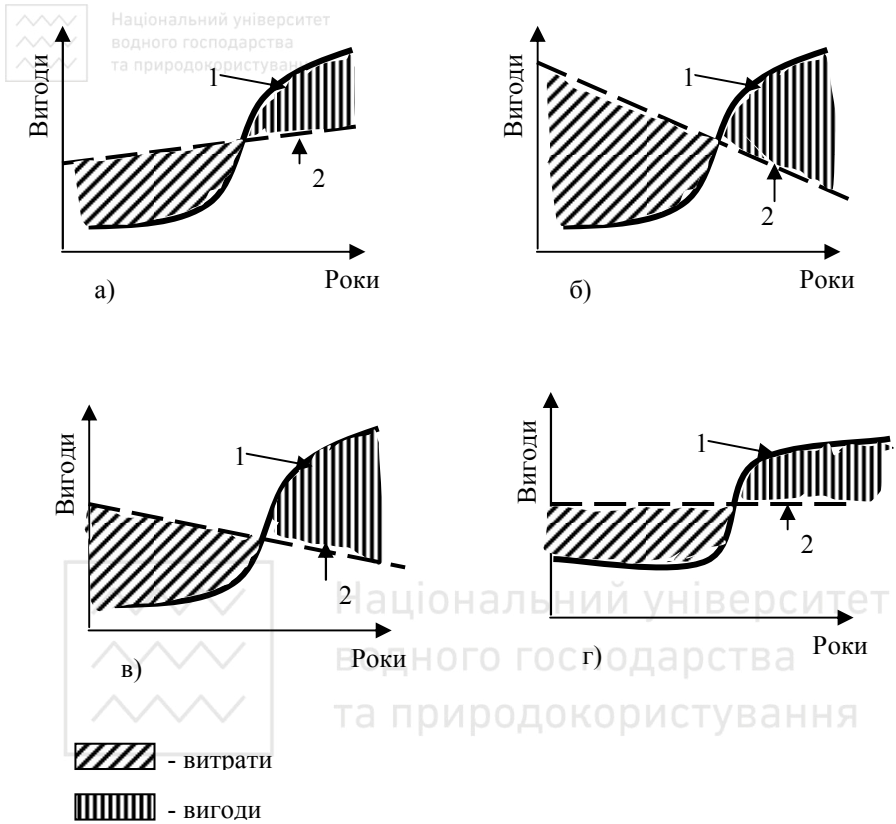 Національний університет
водного господарства
та природокористування
Вигоди
1
2
Роки
а)
Вигоди
1
2
Роки
б)
Вигоди
1
2
Роки
в)
Вигоди
1
2
Роки
г)
Національний університет
водного господарства
та природокористування
- витрати
- вигоди